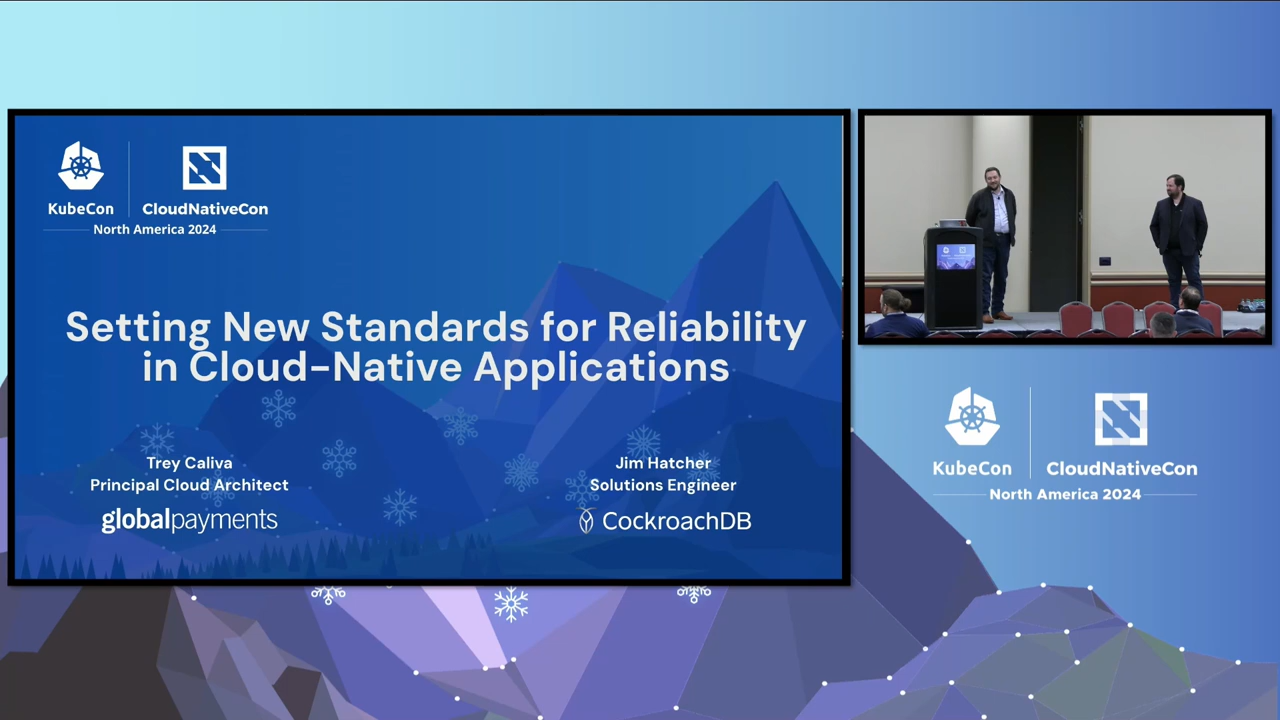 KubeCon
CloudNativeCon
North America 2024
Setting New Standards for Reliability
in Cloud-Native Applications
Trey Caliva
Principal Cloud Architect
globalpayments
Jim Hatcher
Solutions Engineer
CockroachDB
KubeCon
CloudNativeCon
North America 2024